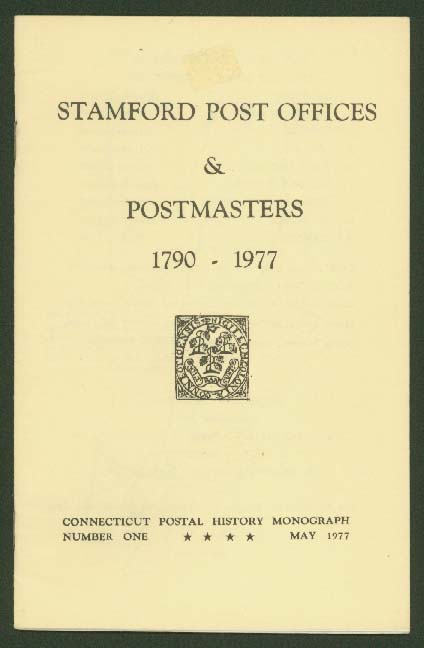 STAMFORD POST OFFICES
&
POSTMASTERS
1790 - 1977
CONNECTICUT POSTAL HISTORY MONOGRAPH
NUMBER ONE ★ ★ ★ ★ MAY 1977